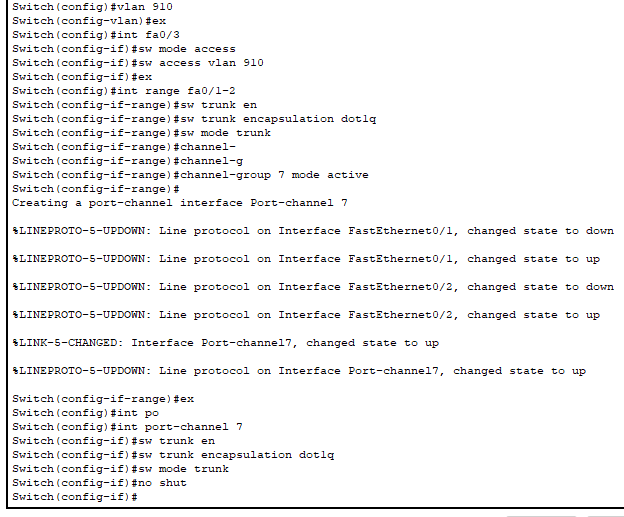 Switch(config)#vlan 910
Switch(config-vlan)#ex
Switch(config)#int fa0/3
Switch(config-if)#sw mode access
Switch(config-if)#sw access vlan 910
Switch(config-if)#ex
Switch(config)#int range fa0/1-2
Switch(config-if-range)#sw trunk en
Switch(config-if-range)#sw trunk encapsulation dot1q
Switch(config-if-range)#sw mode trunk
Switch(config-if-range)#channel-
Switch(config-if-range)#channel-g
Switch(config-if-range)#channel-group 7 mode active
Switch(config-if-range)#
Creating a port-channel interface Port-channel 7
%LINEPROTO-5-UPDOWN: Line protocol on Interface FastEthernet0/1, changed state to down
%LINEPROTO-5-UPDOWN: Line protocol on Interface FastEthernet0/1, changed state to up
%LINEPROTO-5-UPDOWN: Line protocol on Interface FastEthernet0/2, changed state to down
%LINEPROTO-5-UPDOWN: Line protocol on Interface FastEthernet0/2, changed state to up
%LINK-5-CHANGED: Interface Port-channel7, changed state to up
%LINEPROTO-5-UPDOWN: Line protocol on Interface Port-channel7, changed state to up
Switch(config-if-range)#ex
Switch(config)#int po
Switch(config)#int port-channel 7
Switch(config-if)#sw trunk en
Switch(config-if)#sw trunk encapsulation dot1q
Switch(config-if)#sw mode trunk
Switch(config-if)#no shut
Switch(config-if)#